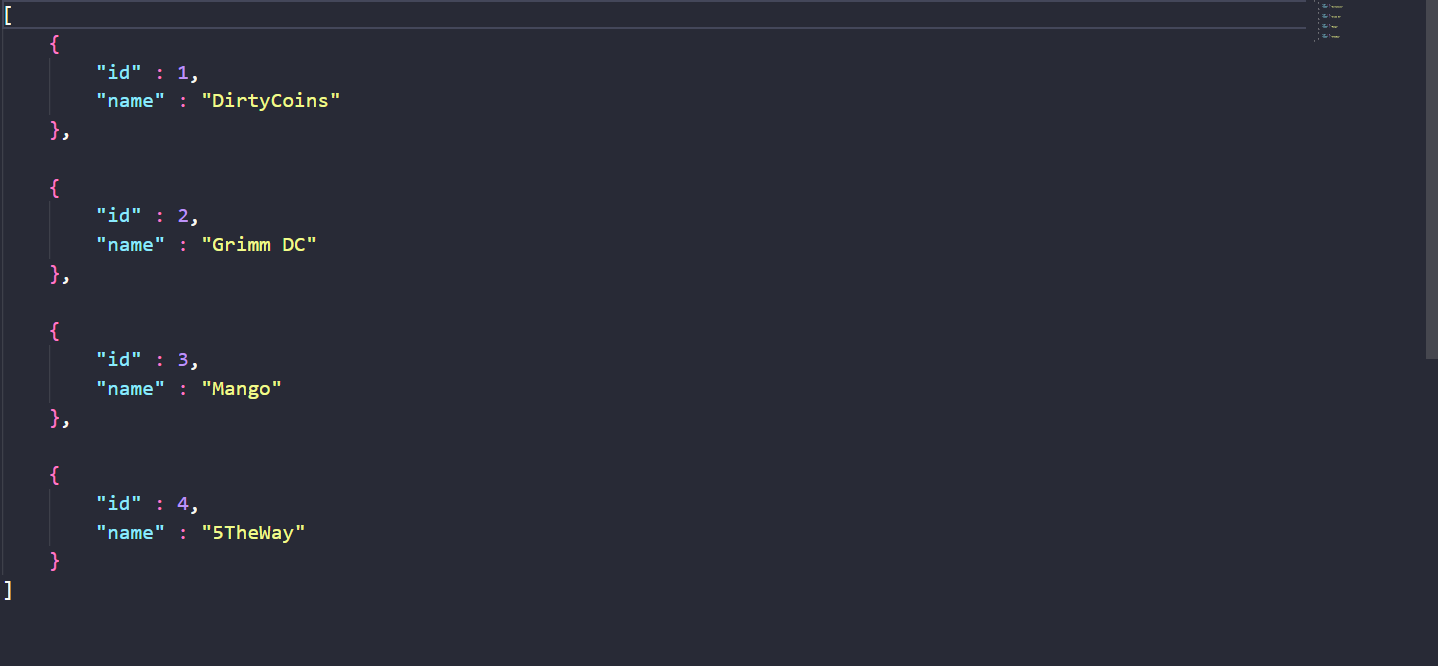 [
    {
        "id" : 1,
        "name" : "DirtyCoins"
    },
    {
        "id" : 2,
        "name" : "Grimm DC"
    },
    {
        "id" : 3,
        "name" : "Mango"
    },
    {
        "id" : 4,
        "name" : "5TheWay"
    }
]